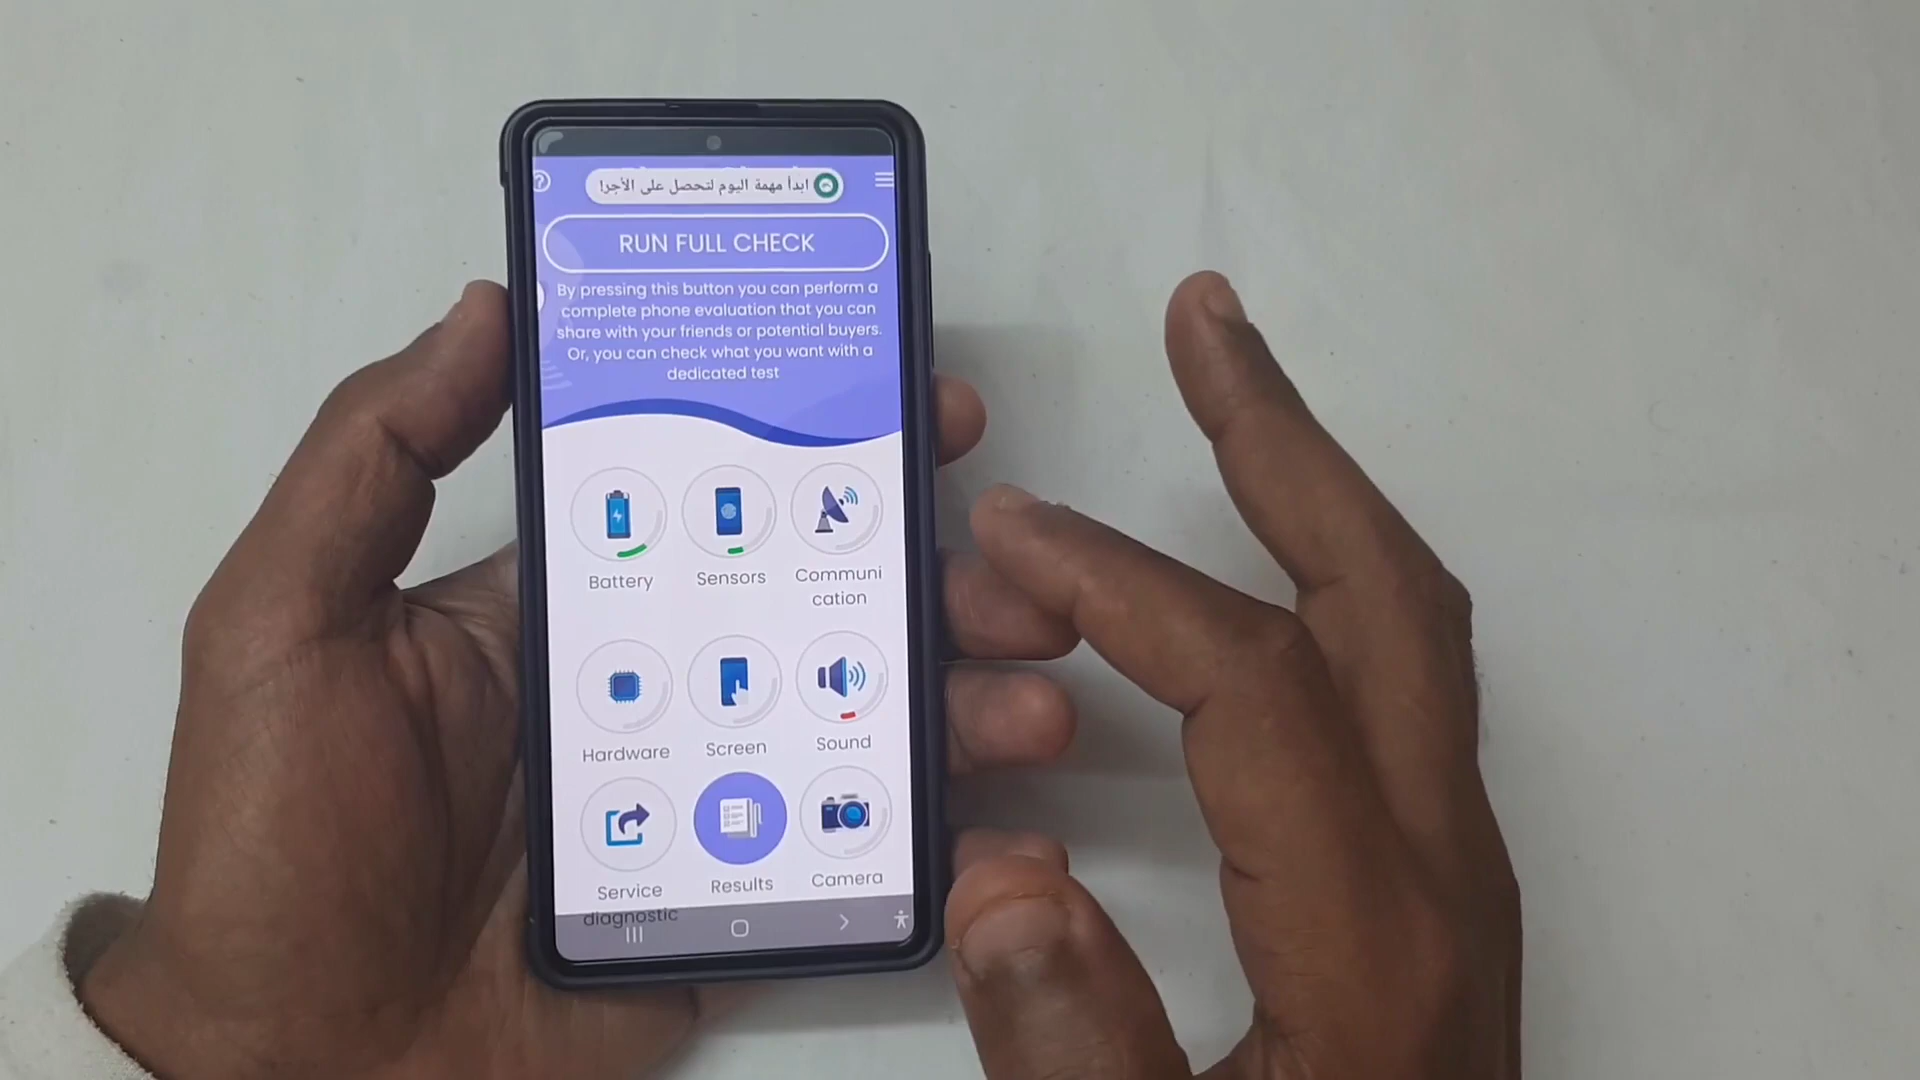 ابدأ مهمة اليوم لتحصل على الأجر!
RUN FULL CHECK
By pressing this button you can perform a
complete phone evaluation that you can
share with your friends or potential buyers.
Or, you can check what you want with a
dedicated test
Battery
Sensors
Communi
cation
Hardware
Screen
Sound
Service
diagnostic
Results
Camera